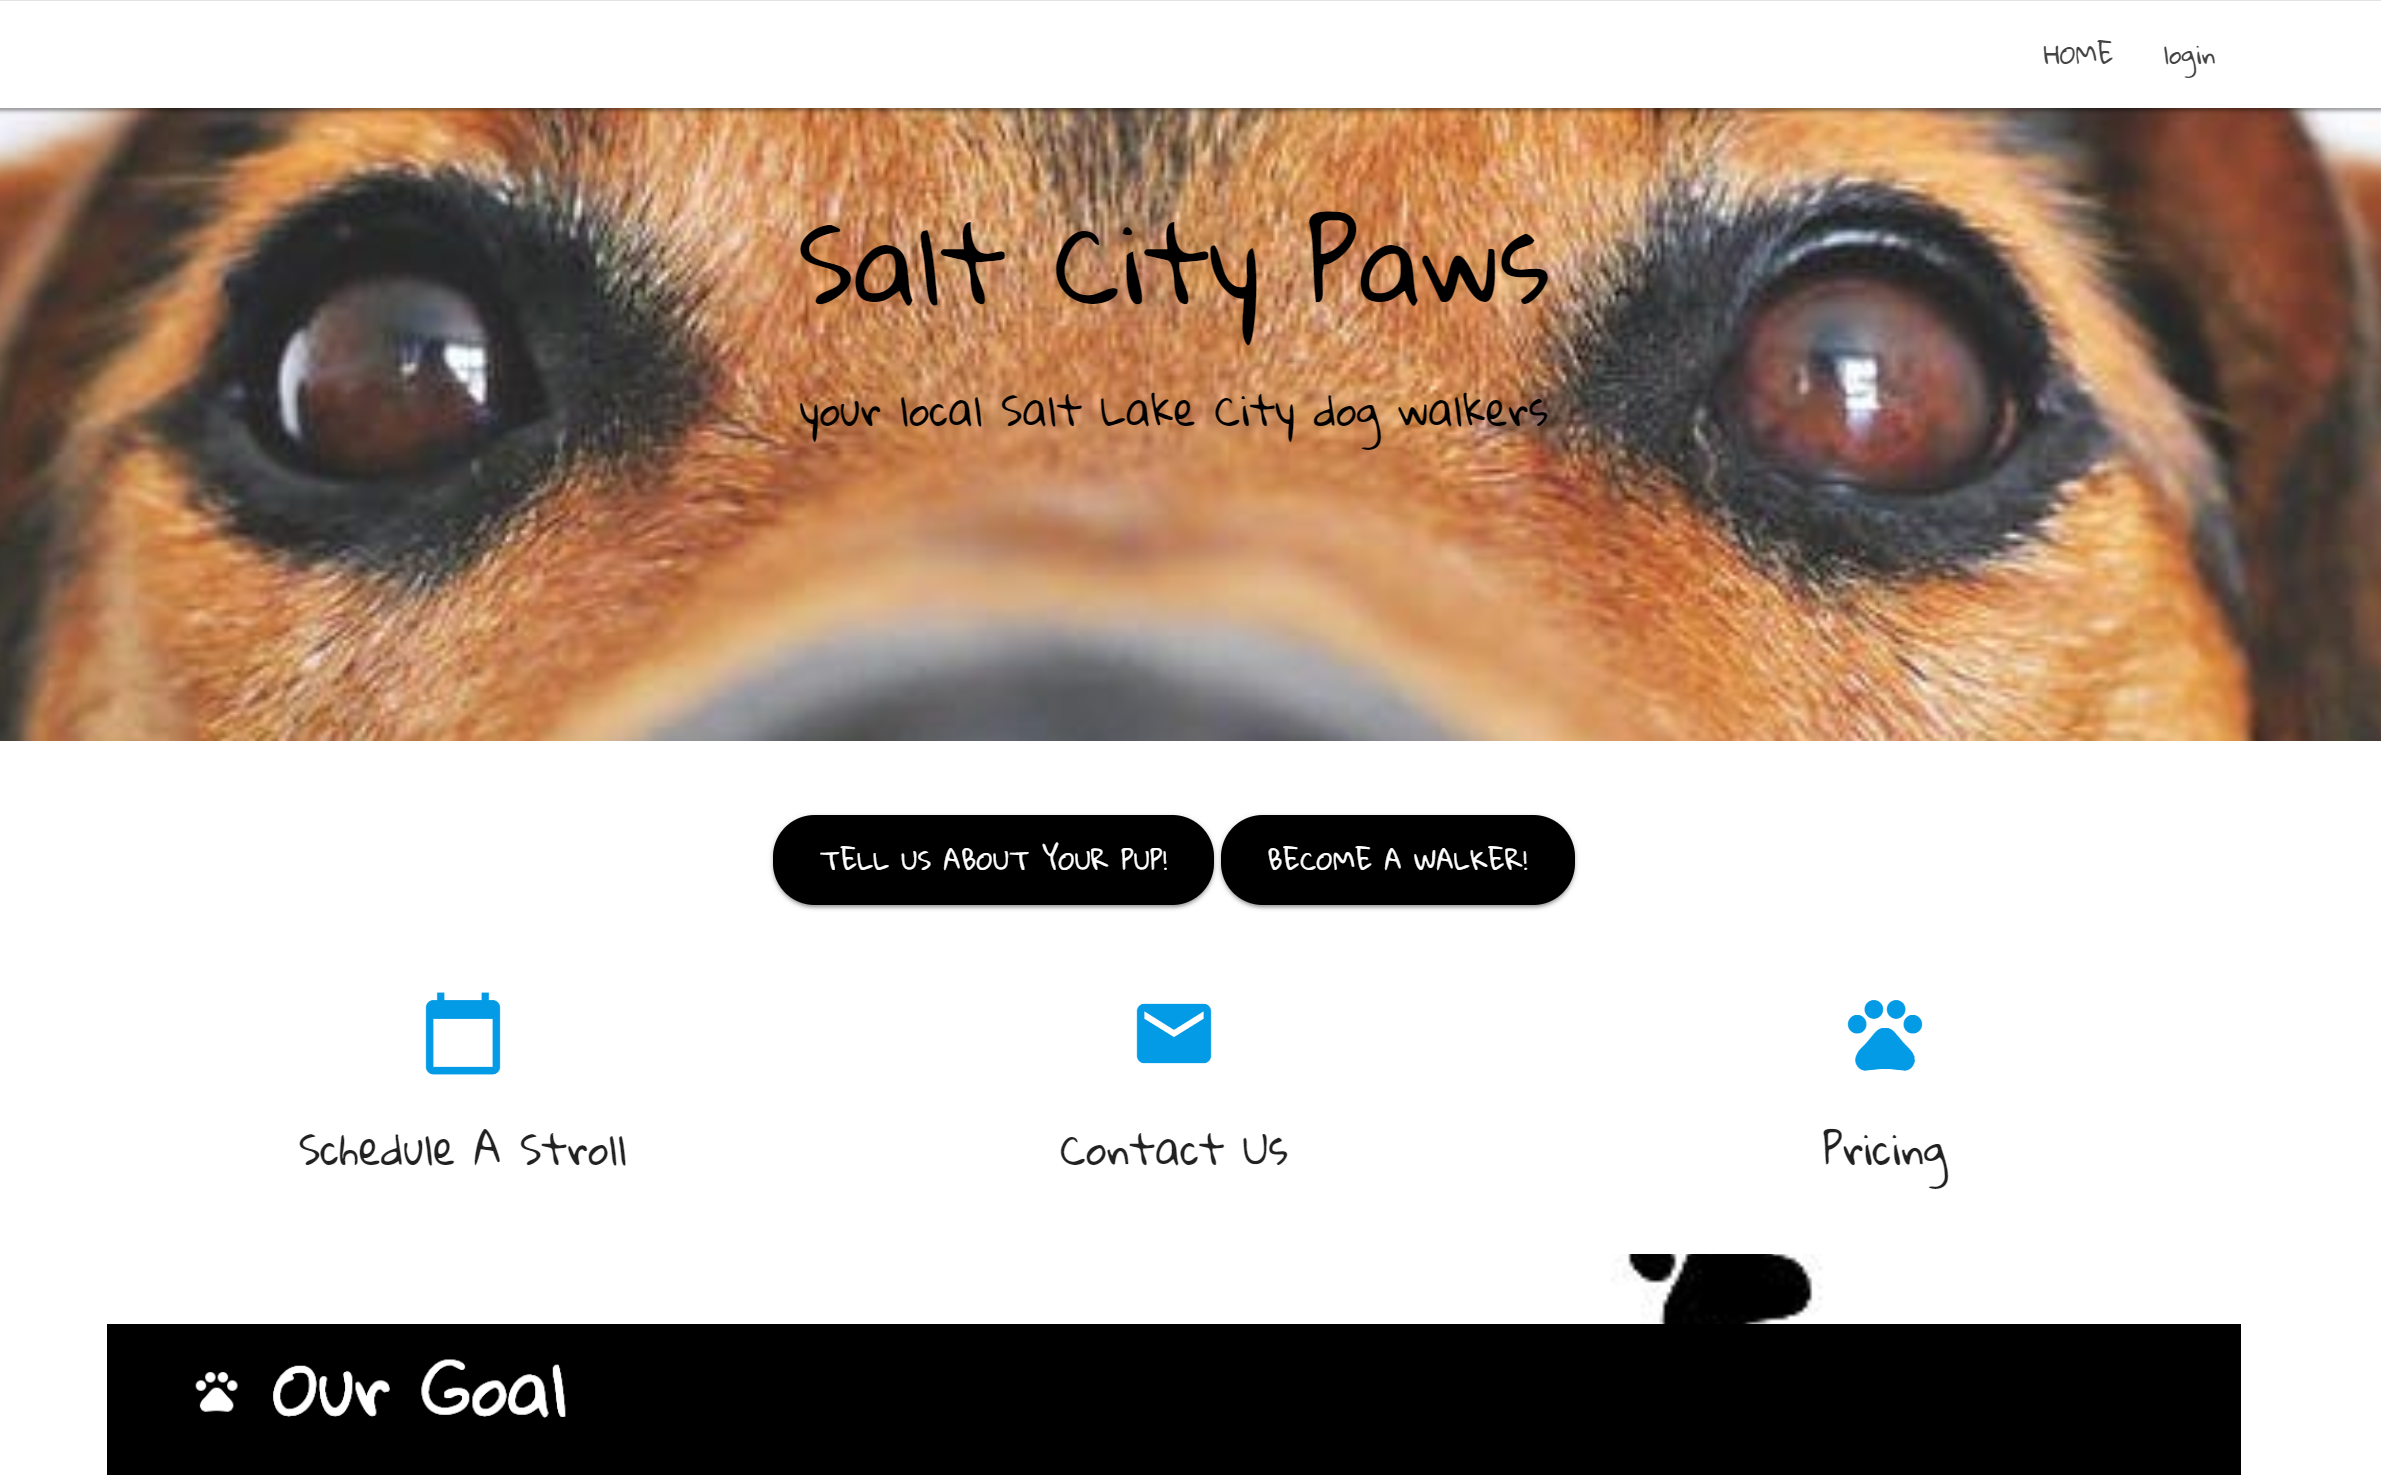 HOME login
Salt City Paws
your local Salt Lake City dog walkers
TELL US ABOUT YOUR PUP! BECOME A WALKER!
Schedule A Stroll
Contact Us
Pricing
Our Goal